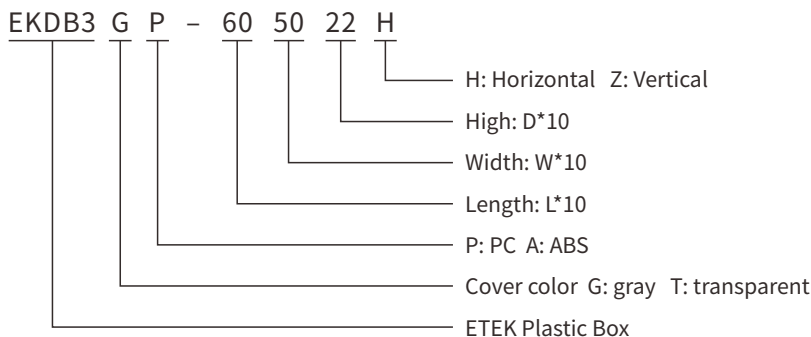 EKDB3 G P – 60 50 22 H
H: Horizontal Z: Vertical
High: D*10
Width: W*10
Length: L*10
P: PC A: ABS
Cover color G: gray T: transparent
ETEK Plastic Box